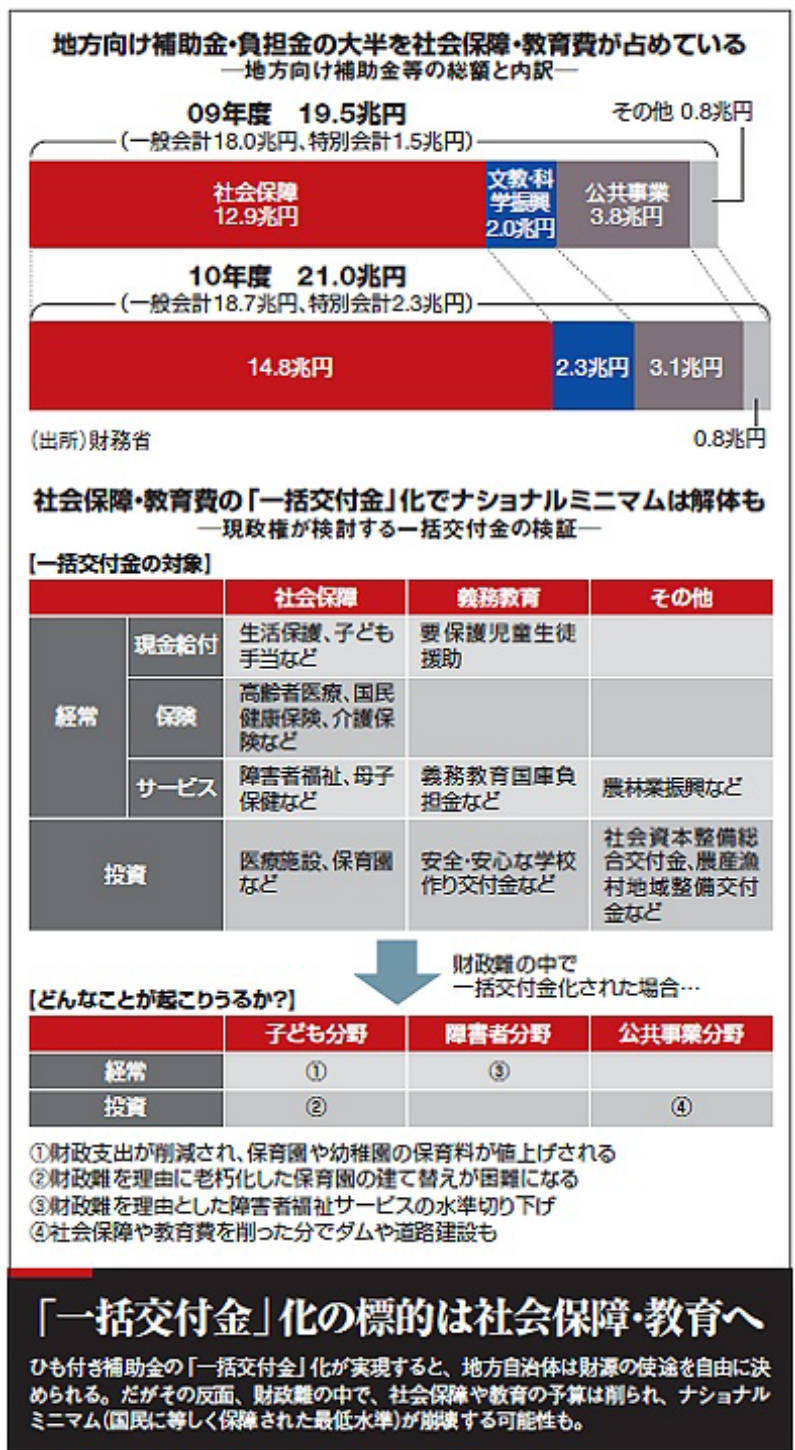 地方向け補助金・負担金の大半を社会保障・教育費が占めている
―地方向け補助金等の総額と内訳―
09年度　19.5兆円
（一般会計18.0兆円、特別会計1.5兆円）
その他 0.8兆円
社会保障
12.9兆円
文教・科
学振興
2.0兆円
公共事業
3.8兆円
10年度　21.0兆円
（一般会計18.7兆円、特別会計2.3兆円）
14.8兆円
2.3兆円
3.1兆円
0.8兆円
（出所）財務省
社会保障・教育費の「一括交付金」化でナショナルミニマムは解体も
―現政権が検討する一括交付金の検証―
［一括交付金の対象］
社会保障
義務教育
その他
経常
現金給付
生活保護、子ども
手当など
要保護児童生徒
援助
保険
高齢者医療、国民
健康保険、介護保
険など
サービス
障害者福祉、母子
保健など
義務教育国庫負
担金など
農林業振興など
投資
医療施設、保育園
など
安全・安心な学校
作り交付金など
社会資本整備総
合交付金、農産漁
村地域整備交付
金など
財政難の中で
一括交付金化された場合…
［どんなことが起こりうるか？］
子ども分野
障害者分野
公共事業分野
経常
①
③
投資
②
④
①財政支出が削減され、保育園や幼稚園の保育料が値上げされる
②財政難を理由に老朽化した保育園の建て替えが困難になる
③財政難を理由とした障害者福祉サービスの水準切り下げ
④社会保障や教育費を削った分でダムや道路建設も
「一括交付金」化の標的は社会保障・教育へ
ひも付き補助金の「一括交付金」化が実現すると、地方自治体は財源の使途を自由に決
められる。だがその反面、財政難の中で、社会保障や教育の予算は削られ、ナショナル
ミニマム（国民に等しく保障された最低水準）が崩壊する可能性も。